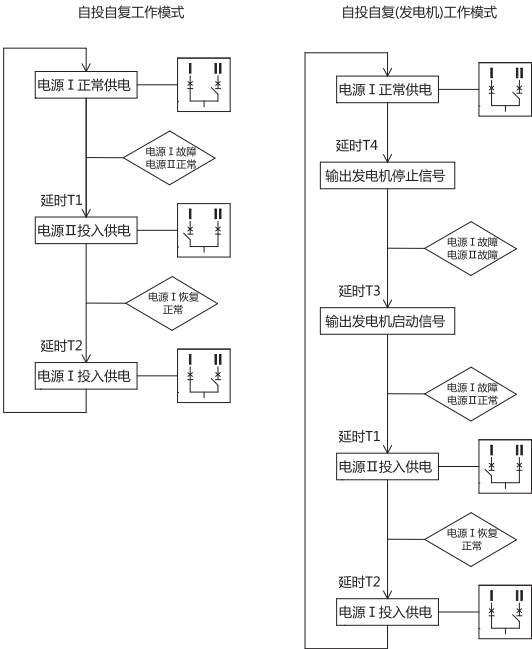 自投自复工作模式
电源Ⅰ正常供电
Ⅰ Ⅱ
电源Ⅰ故障
电源Ⅱ正常
延时T1
电源Ⅱ投入供电
Ⅰ Ⅱ
电源Ⅰ恢复
正常
延时T2
电源Ⅰ投入供电
Ⅰ Ⅱ
自投自复(发电机)工作模式
电源Ⅰ正常供电
Ⅰ Ⅱ
延时T4
输出发电机停止信号
电源Ⅰ故障
电源Ⅱ故障
延时T3
输出发电机启动信号
电源Ⅰ故障
电源Ⅱ正常
延时T1
电源Ⅱ投入供电
Ⅰ Ⅱ
电源Ⅰ恢复
正常
延时T2
电源Ⅰ投入供电
Ⅰ Ⅱ